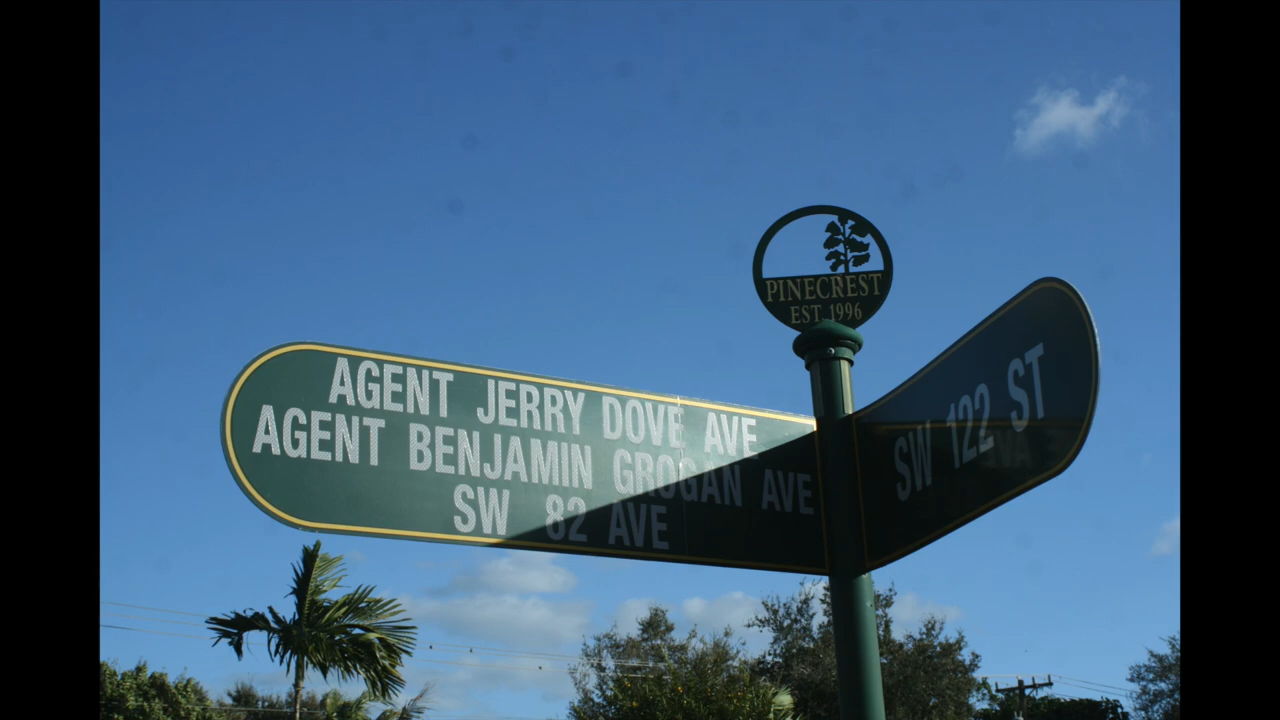 PINECREST
EST. 1996
AGENT JERRY DOVE AVE
AGENT BENJAMIN GROGAN AVE
SW 82 AVE
SW 122 ST